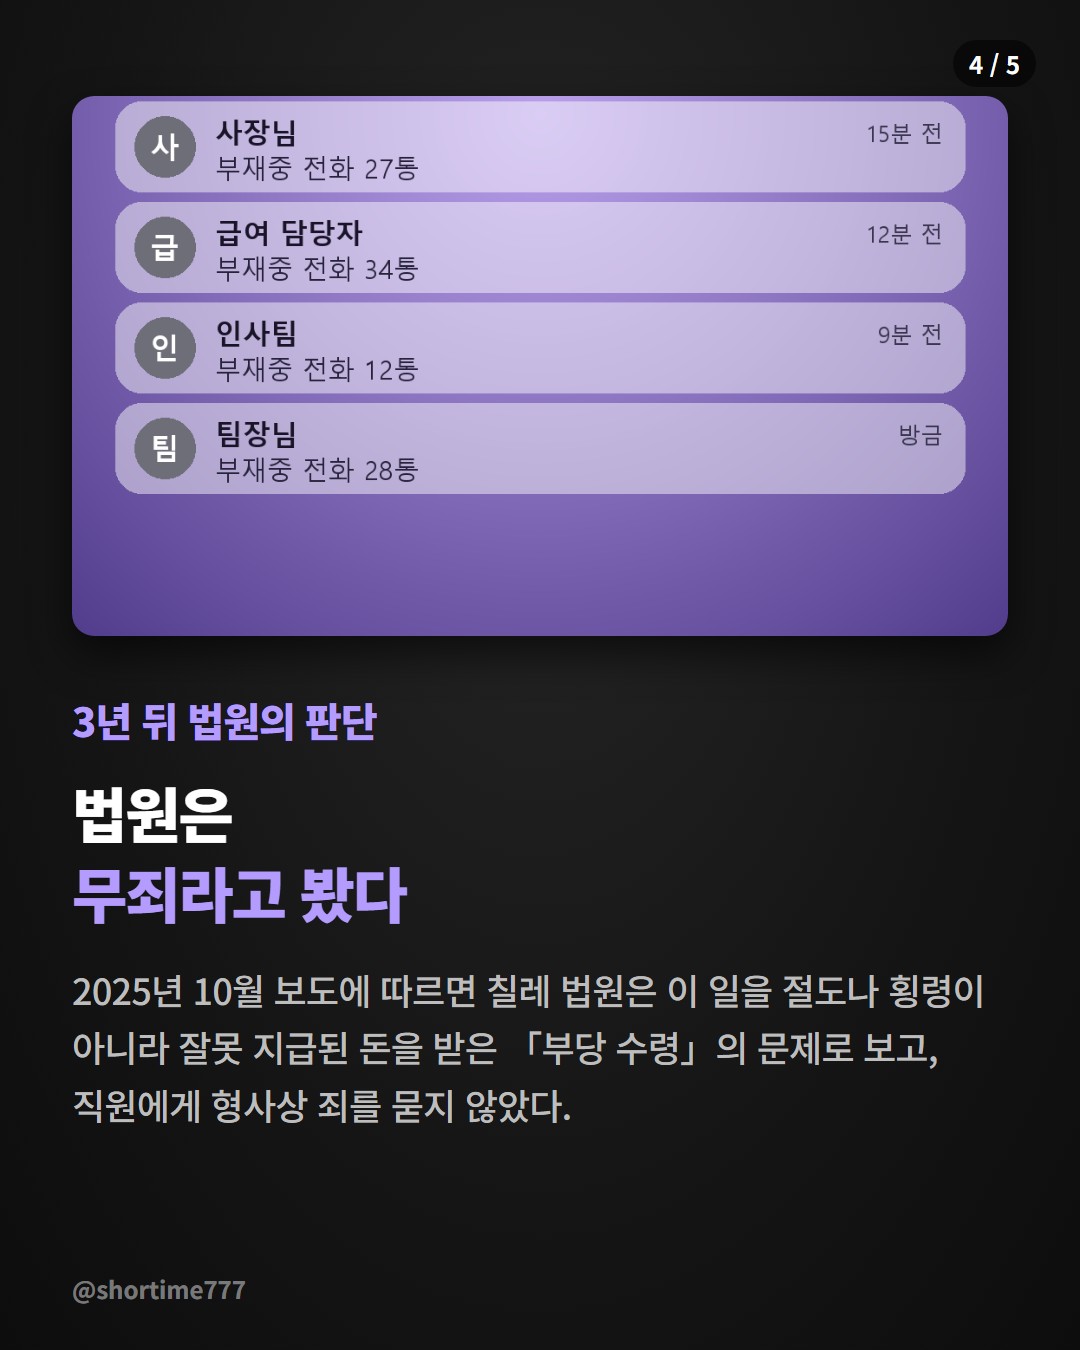 4 / 5
사
사장님
15분 전
부재중 전화 27통
급
급여 담당자
12분 전
부재중 전화 34통
인
인사팀
9분 전
부재중 전화 12통
팀
팀장님
방금
부재중 전화 28통
3년 뒤 법원의 판단
법원은
무죄라고 봤다
2025년 10월 보도에 따르면 칠레 법원은 이 일을 절도나 횡령이
아니라 잘못 지급된 돈을 받은 「부당 수령」의 문제로 보고,
직원에게 형사상 죄를 묻지 않았다.
@shortime777